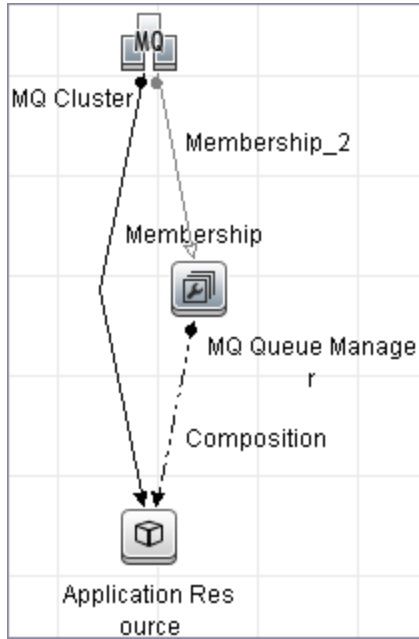 MQ
MQ Cluster
Membership_2
Membership
MQ Queue Manage
r
Composition
Application Res
ource